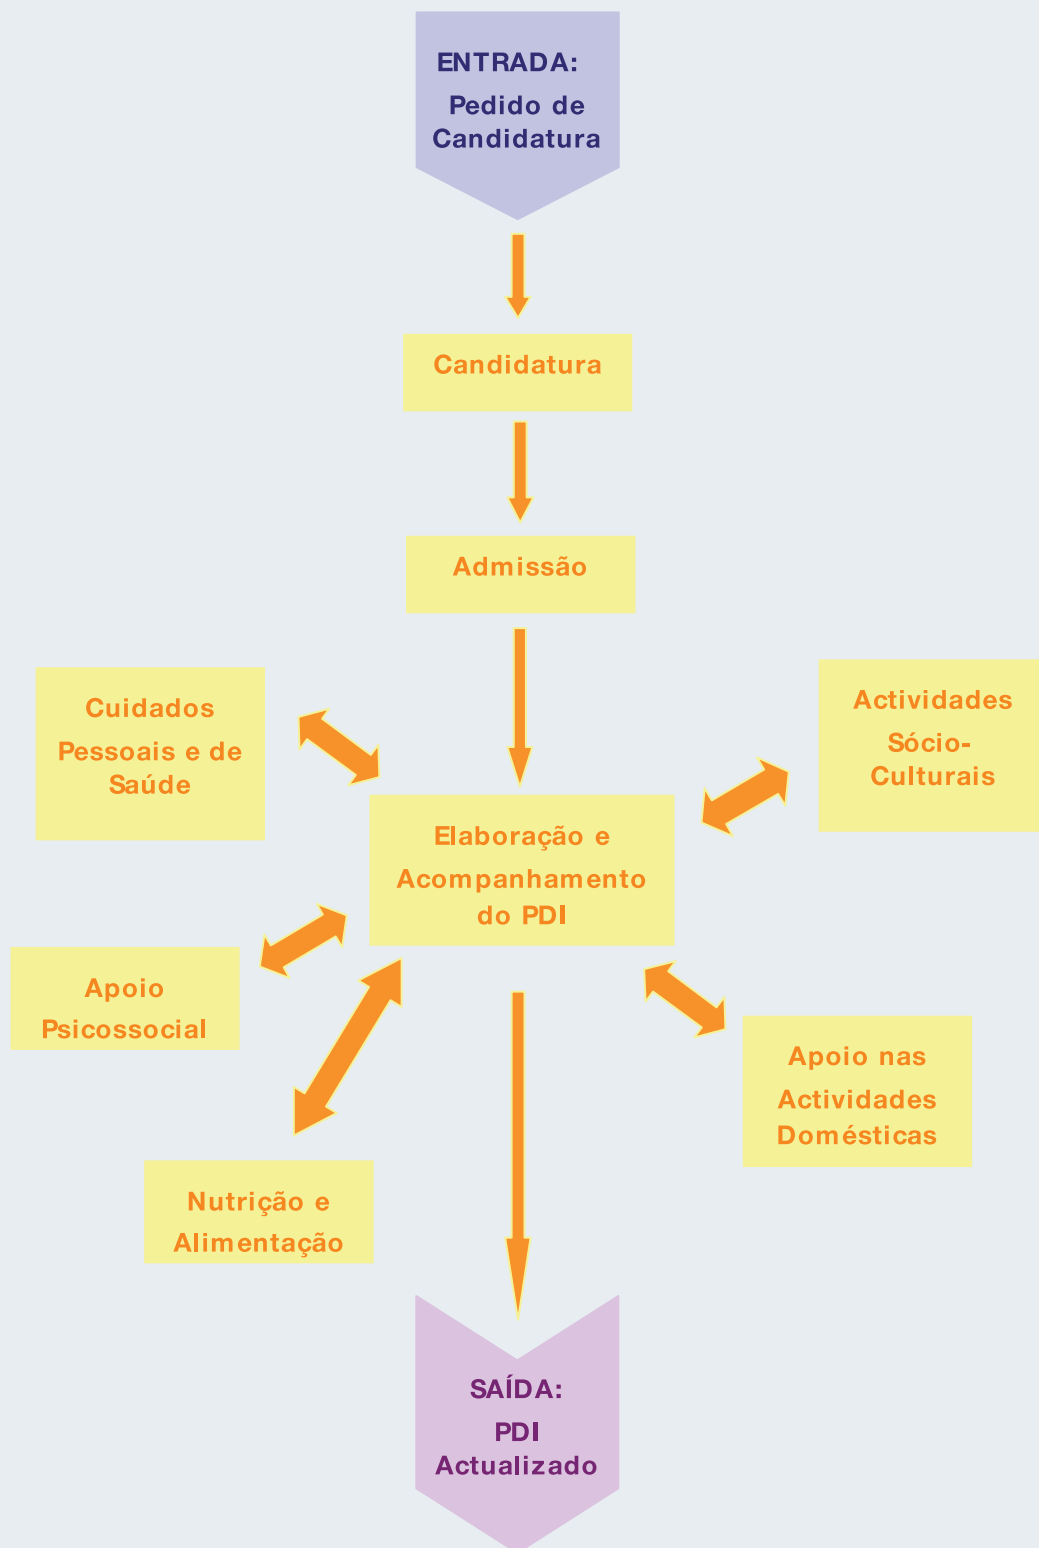 ENTRADA:
Pedido de
Candidatura
Candidatura
Admissão
Cuidados
Pessoais e de
Saúde
Actividades
Sócio-
Culturais
Elaboração e
Acompanhamento
do PDI
Apoio
Psicossocial
Apoio nas
Actividades
Domésticas
Nutrição e
Alimentação
SAÍDA:
PDI
Actualizado